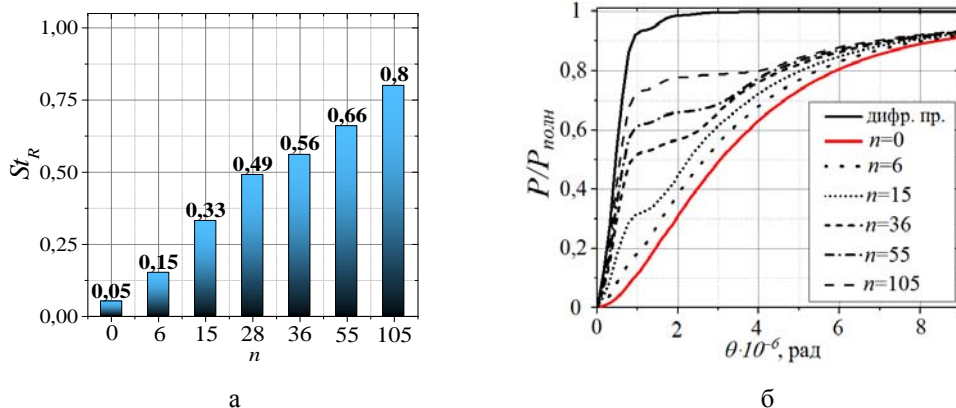 1,00
0,75
0,50
0,25
0,00
St_R
0,05
0,15
0,33
0,49
0,56
0,66
0,8
0 6 15 28 36 55 105
n
а
1
0,8
0,6
0,4
0,2
0
P/P_полн
дифр. пр.
n=0
n=6
n=15
n=36
n=55
n=105
0 2 4 6 8
θ·10⁻⁶, рад
б